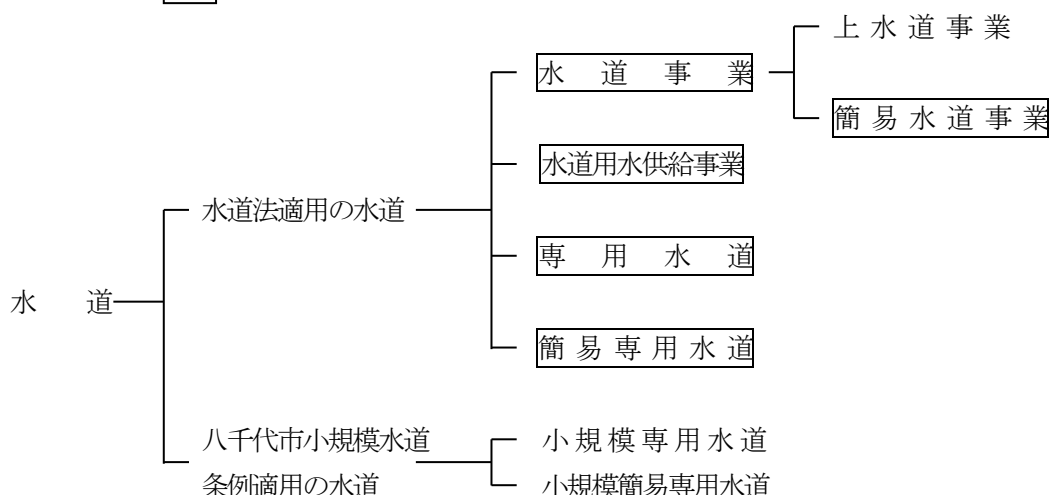 上水道事業
水道事業
簡易水道事業
水道用水供給事業
水道法適用の水道
専用水道
水道
簡易専用水道
八千代市小規模水道
条例適用の水道
小規模専用水道
小規模簡易専用水道